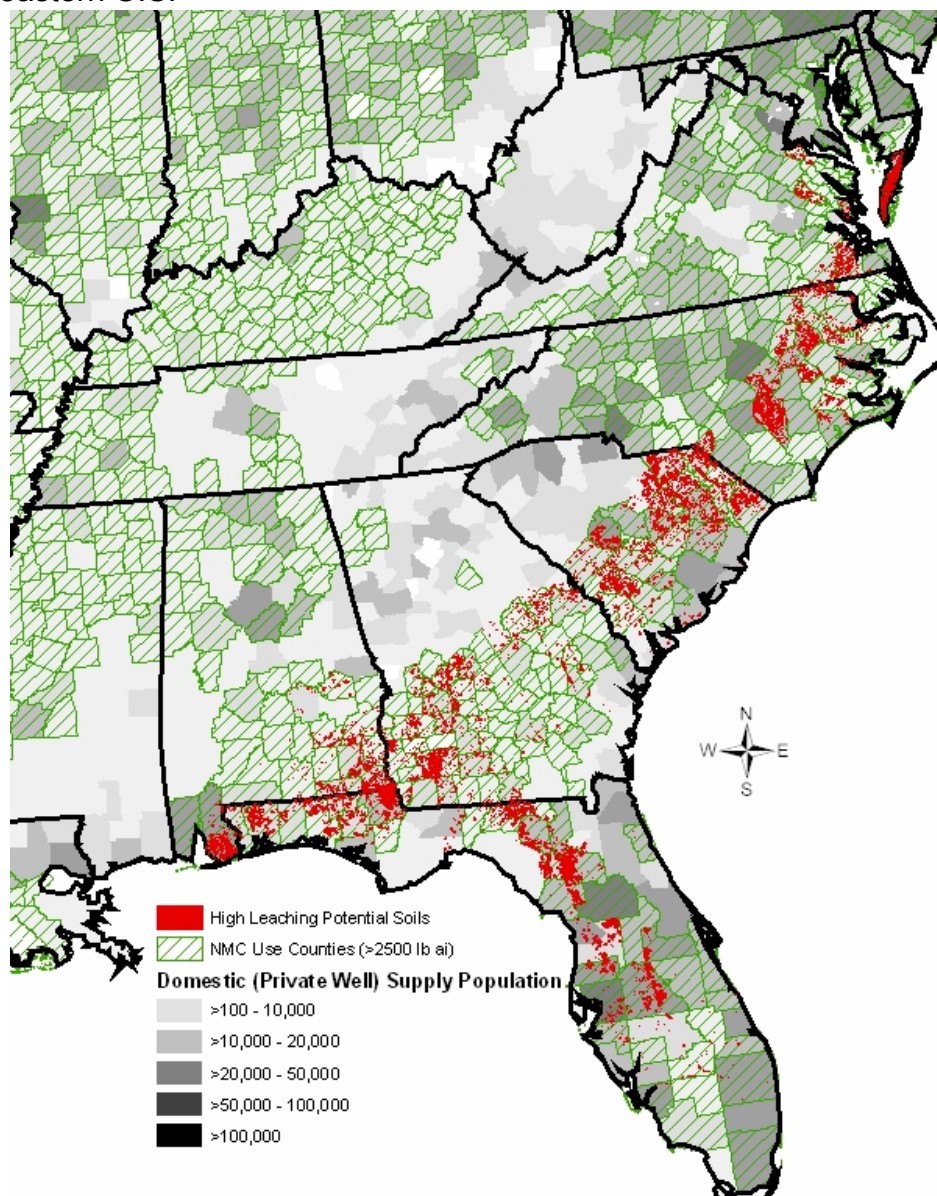 eastern U.S.
N
W E
S
High Leaching Potential Soils
NMC Use Counties (>2500 lb ai)
Domestic (Private Well) Supply Population
>100 - 10,000
>10,000 - 20,000
>20,000 - 50,000
>50,000 - 100,000
>100,000